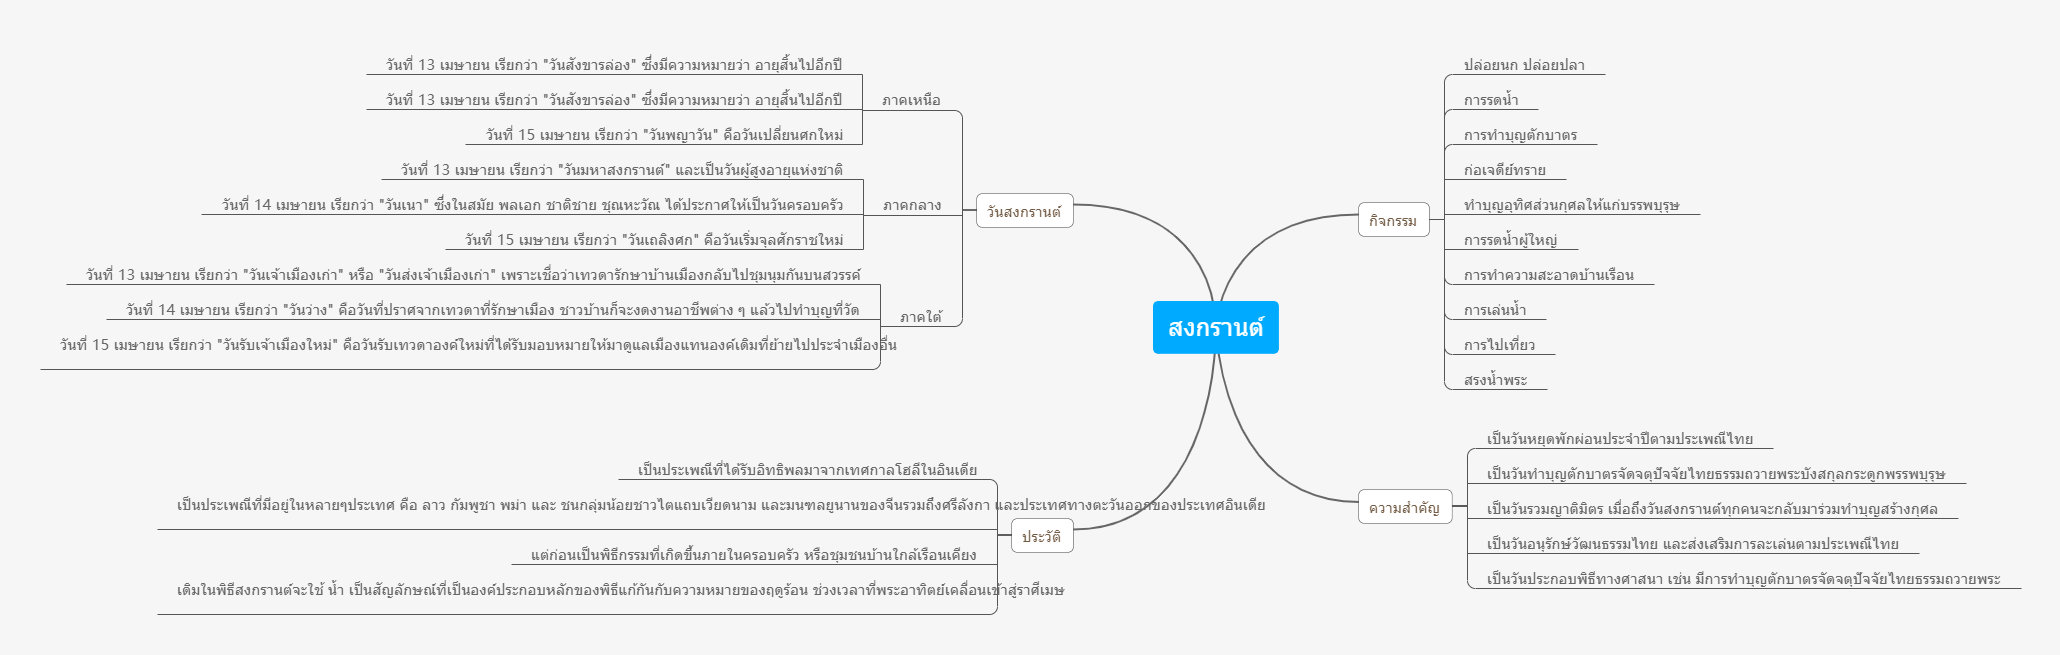 สงกรานต์
วันสงกรานต์
ภาคเหนือ
วันที่ 13 เมษายน เรียกว่า "วันสังขารล่อง" ซึ่งมีความหมายว่า อายุสิ้นไปอีกปี
วันที่ 13 เมษายน เรียกว่า "วันสังขารล่อง" ซึ่งมีความหมายว่า อายุสิ้นไปอีกปี
วันที่ 15 เมษายน เรียกว่า "วันพญาวัน" คือวันเปลี่ยนศกใหม่
ภาคกลาง
วันที่ 13 เมษายน เรียกว่า "วันมหาสงกรานต์" และเป็นวันผู้สูงอายุแห่งชาติ
วันที่ 14 เมษายน เรียกว่า "วันเนา" ซึ่งในสมัย พลเอก ชาติชาย ชุณหะวัณ ได้ประกาศให้เป็นวันครอบครัว
วันที่ 15 เมษายน เรียกว่า "วันเถลิงศก" คือวันเริ่มจุลศักราชใหม่
ภาคใต้
วันที่ 13 เมษายน เรียกว่า "วันเจ้าเมืองเก่า" หรือ "วันส่งเจ้าเมืองเก่า" เพราะเชื่อว่าเทวดารักษาบ้านเมืองกลับไปชุมนุมกันบนสวรรค์
วันที่ 14 เมษายน เรียกว่า "วันว่าง" คือวันที่ปราศจากเทวดาที่รักษาเมือง ชาวบ้านก็จะงดงานอาชีพต่าง ๆ แล้วไปทำบุญที่วัด
วันที่ 15 เมษายน เรียกว่า "วันรับเจ้าเมืองใหม่" คือวันรับเทวดาองค์ใหม่ที่ได้รับมอบหมายให้มาดูแลเมืองแทนองค์เดิมที่ย้ายไปประจำเมืองอื่น
ประวัติ
เป็นประเพณีที่ได้รับอิทธิพลมาจากเทศกาลโฮลีในอินเดีย
เป็นประเพณีที่มีอยู่ในหลายๆประเทศ คือ ลาว กัมพูชา พม่า และ ชนกลุ่มน้อยชาวไตแถบเวียดนาม และมนฑลยูนานของจีนรวมถึงศรีลังกา และประเทศทางตะวันออกของประเทศอินเดีย
แต่ก่อนเป็นพิธีกรรมที่เกิดขึ้นภายในครอบครัว หรือชุมชนบ้านใกล้เรือนเคียง
เดิมในพิธีสงกรานต์จะใช้ น้ำ เป็นสัญลักษณ์ที่เป็นองค์ประกอบหลักของพิธีแก้กันกับความหมายของฤดูร้อน ช่วงเวลาที่พระอาทิตย์เคลื่อนเข้าสู่ราศีเมษ
กิจกรรม
ปล่อยนก ปล่อยปลา
การรดน้ำ
การทำบุญตักบาตร
ก่อเจดีย์ทราย
ทำบุญอุทิศส่วนกุศลให้แก่บรรพบุรุษ
การรดน้ำผู้ใหญ่
การทำความสะอาดบ้านเรือน
การเล่นน้ำ
การไปเที่ยว
สรงน้ำพระ
ความสำคัญ
เป็นวันหยุดพักผ่อนประจำปีตามประเพณีไทย
เป็นวันทำบุญตักบาตรจัดจตุปัจจัยไทยธรรมถวายพระบังสกุลกระดูกพรรพบุรุษ
เป็นวันรวมญาติมิตร เมื่อถึงวันสงกรานต์ทุกคนจะกลับมาร่วมทำบุญสร้างกุศล
เป็นวันอนุรักษ์วัฒนธรรมไทย และส่งเสริมการละเล่นตามประเพณีไทย
เป็นวันประกอบพิธีทางศาสนา เช่น มีการทำบุญตักบาตรจัดจตุปัจจัยไทยธรรมถวายพระ